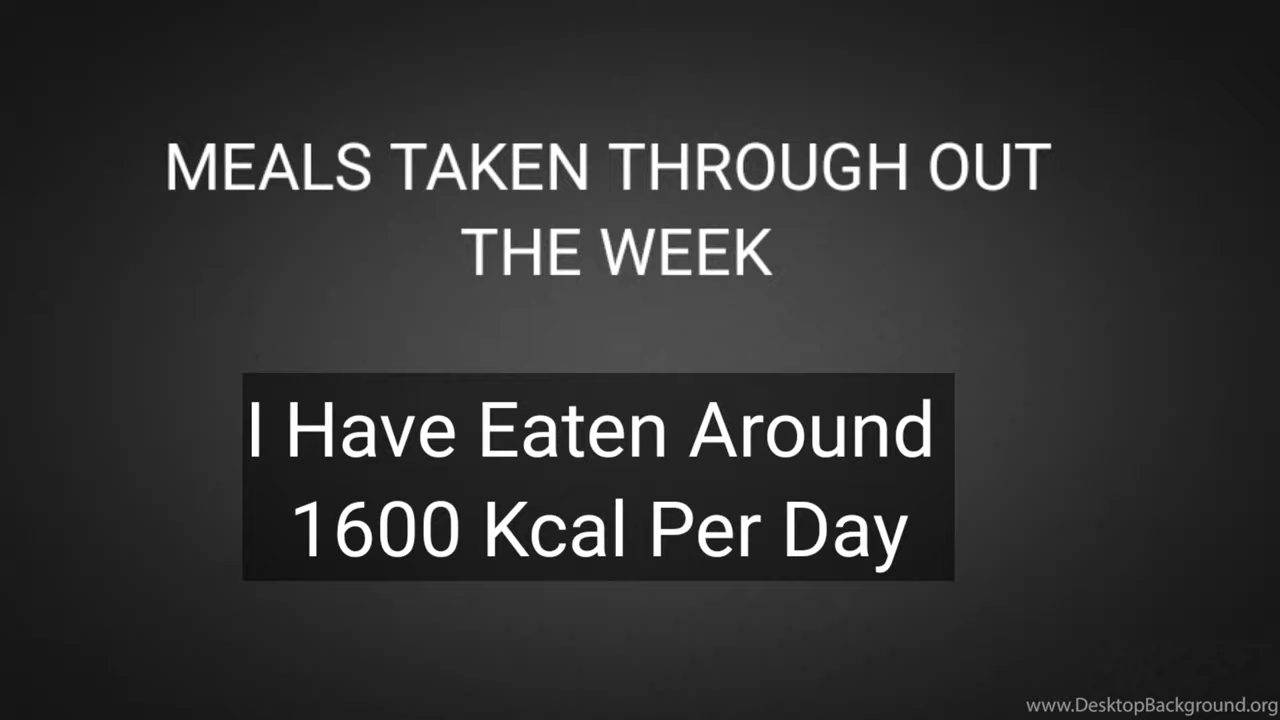 MEALS TAKEN THROUGH OUT
THE WEEK
I Have Eaten Around
1600 Kcal Per Day
www.DesktopBackground.org